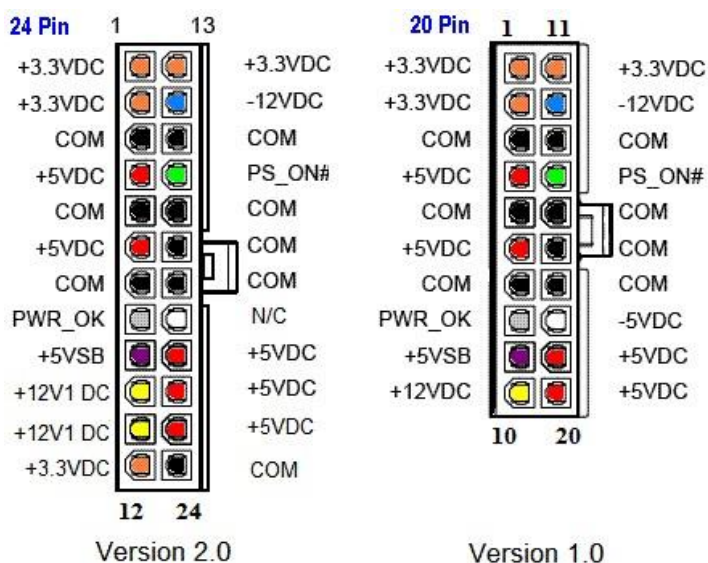 24 Pin 1 13
+3.3VDC +3.3VDC
+3.3VDC -12VDC
COM COM
+5VDC PS_ON#
COM COM
+5VDC COM
COM COM
PWR_OK N/C
+5VSB +5VDC
+12V1 DC +5VDC
+12V1 DC +5VDC
+3.3VDC COM
12 24
Version 2.0
20 Pin 1 11
+3.3VDC +3.3VDC
+3.3VDC -12VDC
COM COM
+5VDC PS_ON#
COM COM
+5VDC COM
COM COM
PWR_OK -5VDC
+5VSB +5VDC
+12VDC +5VDC
10 20
Version 1.0